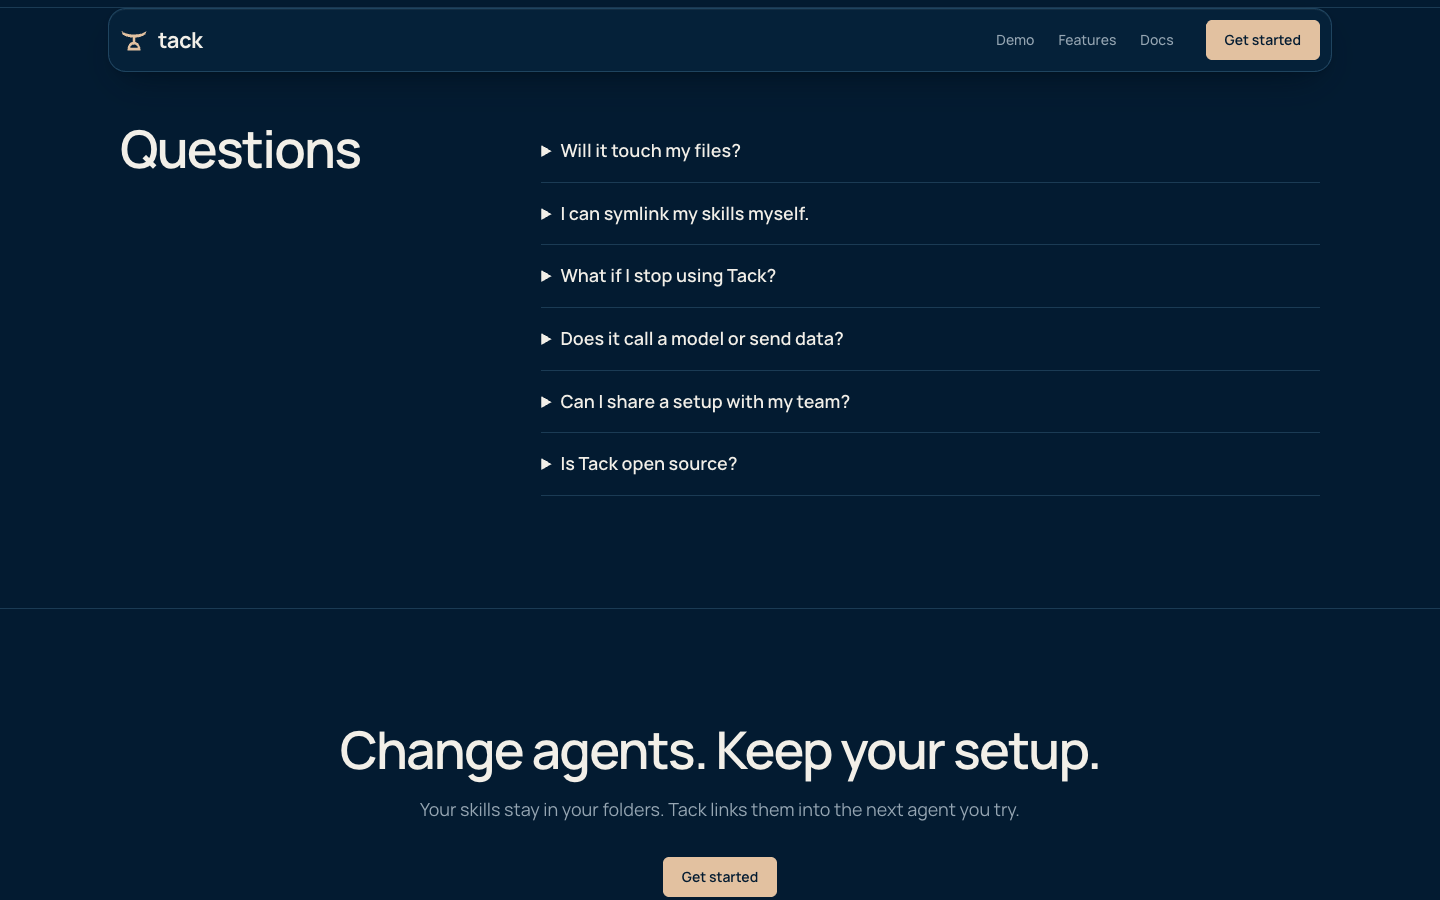 tack
Demo
Features
Docs
Get started
Questions
Will it touch my files?
I can symlink my skills myself.
What if I stop using Tack?
Does it call a model or send data?
Can I share a setup with my team?
Is Tack open source?
Change agents. Keep your setup.
Your skills stay in your folders. Tack links them into the next agent you try.
Get started